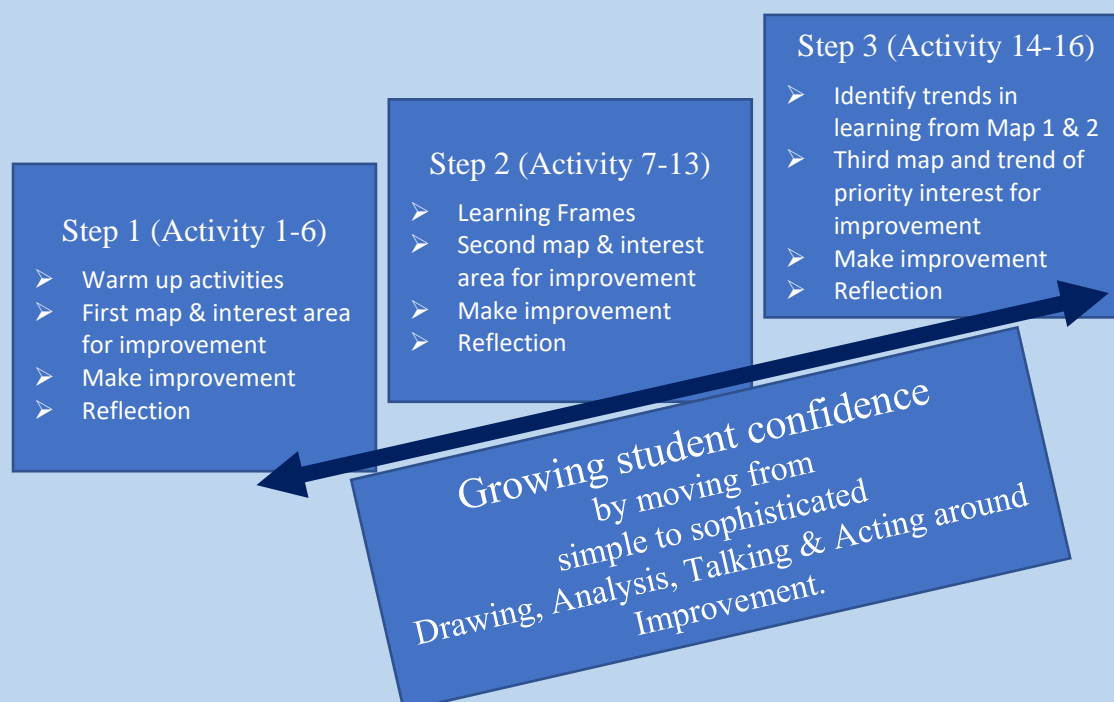 Step 1 (Activity 1-6)
➢ Warm up activities
➢ First map & interest area
for improvement
➢ Make improvement
➢ Reflection
Step 2 (Activity 7-13)
➢ Learning Frames
➢ Second map & interest
area for improvement
➢ Make improvement
➢ Reflection
Step 3 (Activity 14-16)
➢ Identify trends in
learning from Map 1 & 2
➢ Third map and trend of
priority interest for
improvement
➢ Make improvement
➢ Reflection
Growing student confidence
by moving from
simple to sophisticated
Drawing, Analysis, Talking & Acting around
Improvement.